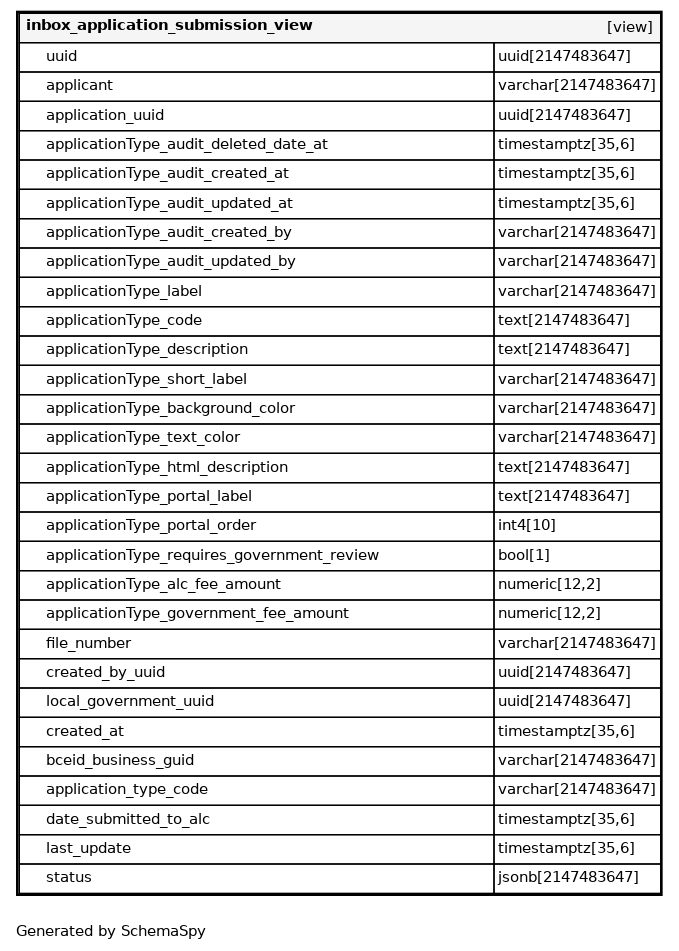 inbox_application_submission_view [view]
uuid uuid[2147483647]
applicant varchar[2147483647]
application_uuid uuid[2147483647]
applicationType_audit_deleted_date_at timestamptz[35,6]
applicationType_audit_created_at timestamptz[35,6]
applicationType_audit_updated_at timestamptz[35,6]
applicationType_audit_created_by varchar[2147483647]
applicationType_audit_updated_by varchar[2147483647]
applicationType_label varchar[2147483647]
applicationType_code text[2147483647]
applicationType_description text[2147483647]
applicationType_short_label varchar[2147483647]
applicationType_background_color varchar[2147483647]
applicationType_text_color varchar[2147483647]
applicationType_html_description text[2147483647]
applicationType_portal_label text[2147483647]
applicationType_portal_order int4[10]
applicationType_requires_government_review bool[1]
applicationType_alc_fee_amount numeric[12,2]
applicationType_government_fee_amount numeric[12,2]
file_number varchar[2147483647]
created_by_uuid uuid[2147483647]
local_government_uuid uuid[2147483647]
created_at timestamptz[35,6]
bceid_business_guid varchar[2147483647]
application_type_code varchar[2147483647]
date_submitted_to_alc timestamptz[35,6]
last_update timestamptz[35,6]
status jsonb[2147483647]
Generated by SchemaSpy